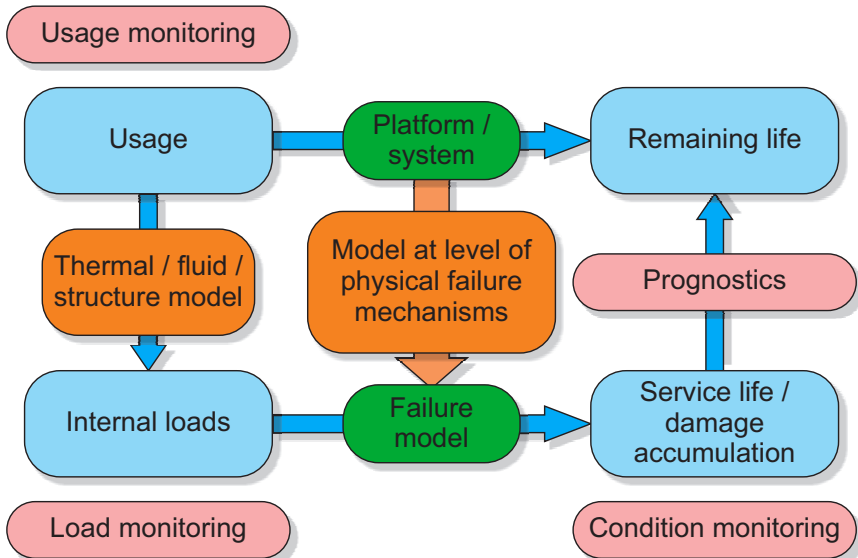 Usage monitoring
Usage
Platform /
system
Remaining life
Thermal / fluid /
structure model
Model at level of
physical failure
mechanisms
Prognostics
Internal loads
Failure
model
Service life /
damage
accumulation
Load monitoring
Condition monitoring